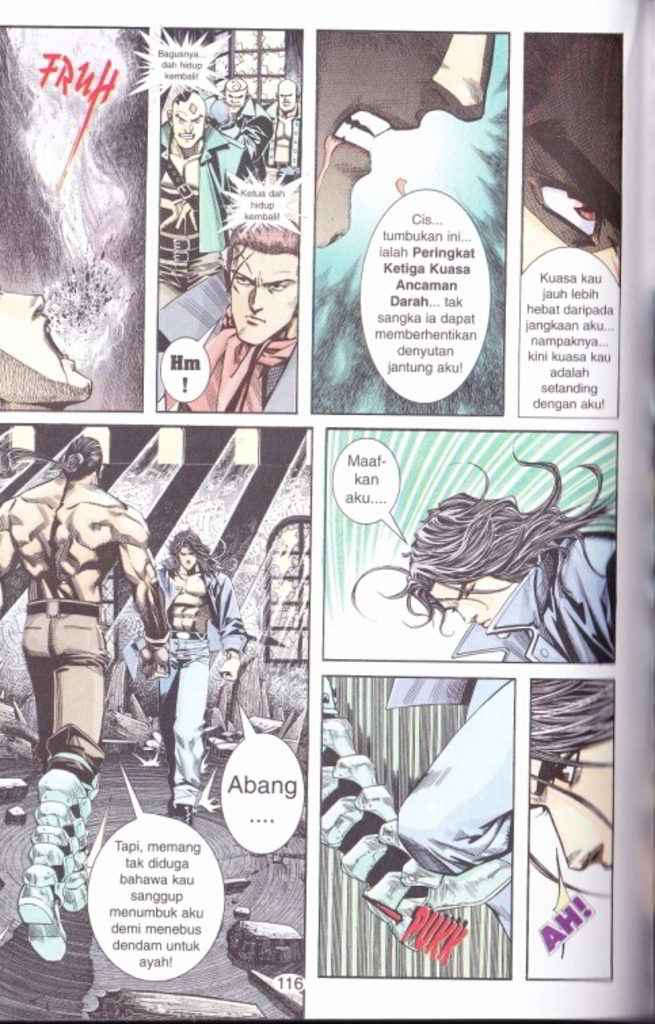 FRUH
Bagusnya...
dah hidup
kembali!
Ketua dah
hidup
kembali!
Hm
!
Cis...
tumbukan ini...
ialah Peringkat
Ketiga Kuasa
Ancaman
Darah... tak
sangka ia dapat
memberhentikan
denyutan
jantung aku!
Kuasa kau
jauh lebih
hebat daripada
jangkaan aku...
nampaknya...
kini kuasa kau
adalah
setanding
dengan aku!
Abang
....
Tapi, memang
tak diduga
bahawa kau
sanggup
menumbuk aku
demi menebus
dendam untuk
ayah!
Maaf-
kan
aku....
PUKK
AH!
116